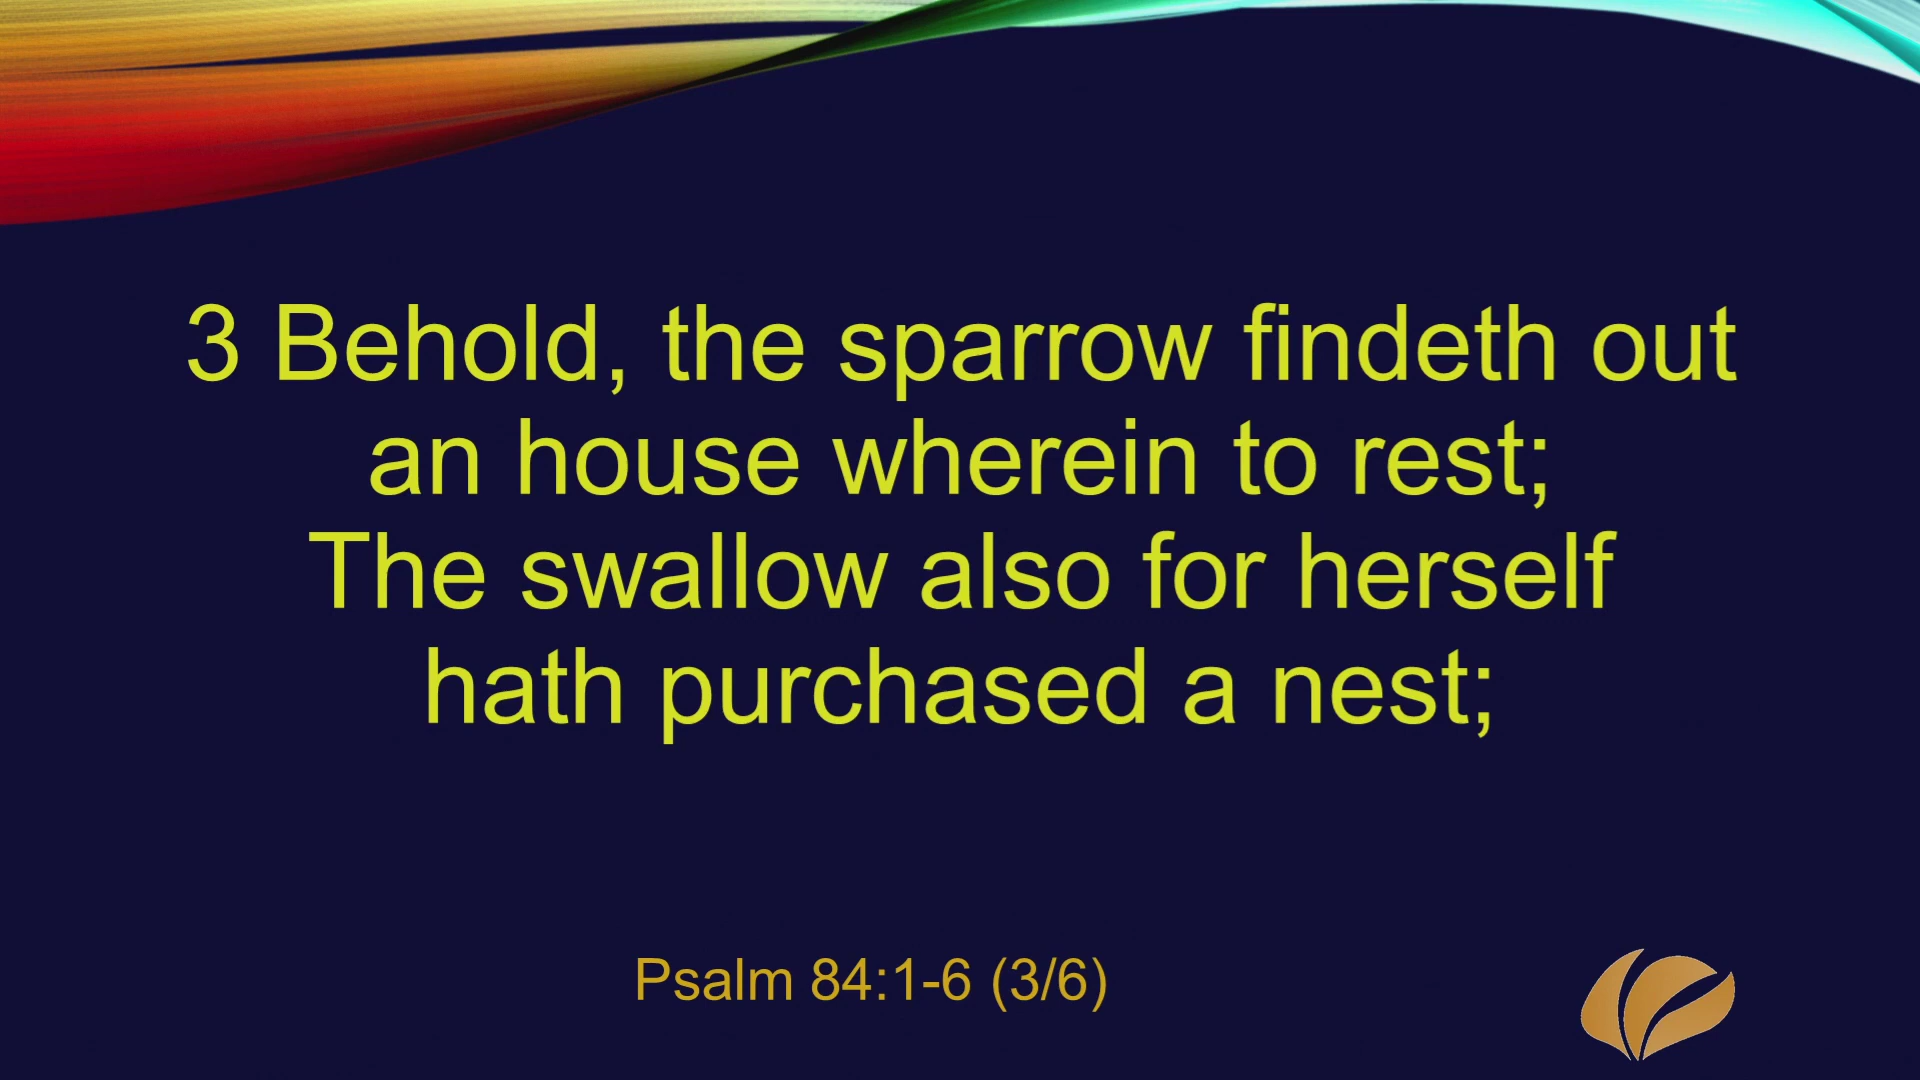 3 Behold, the sparrow findeth out
an house wherein to rest;
The swallow also for herself
hath purchased a nest;
Psalm 84:1-6 (3/6)